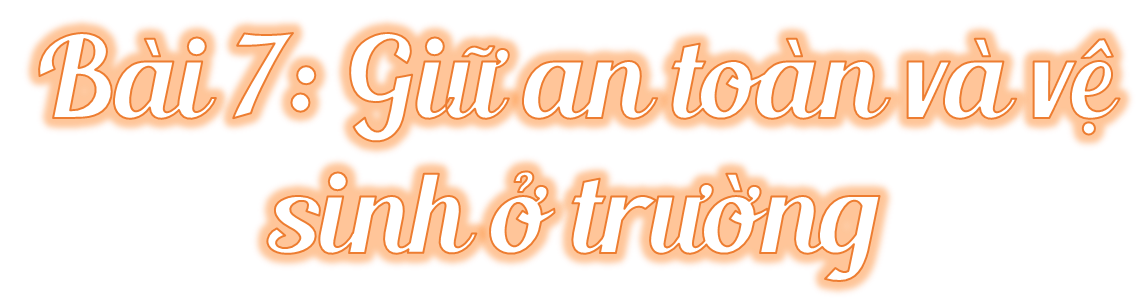 Bài 7: Giữ an toàn và vệ
sinh ở trường